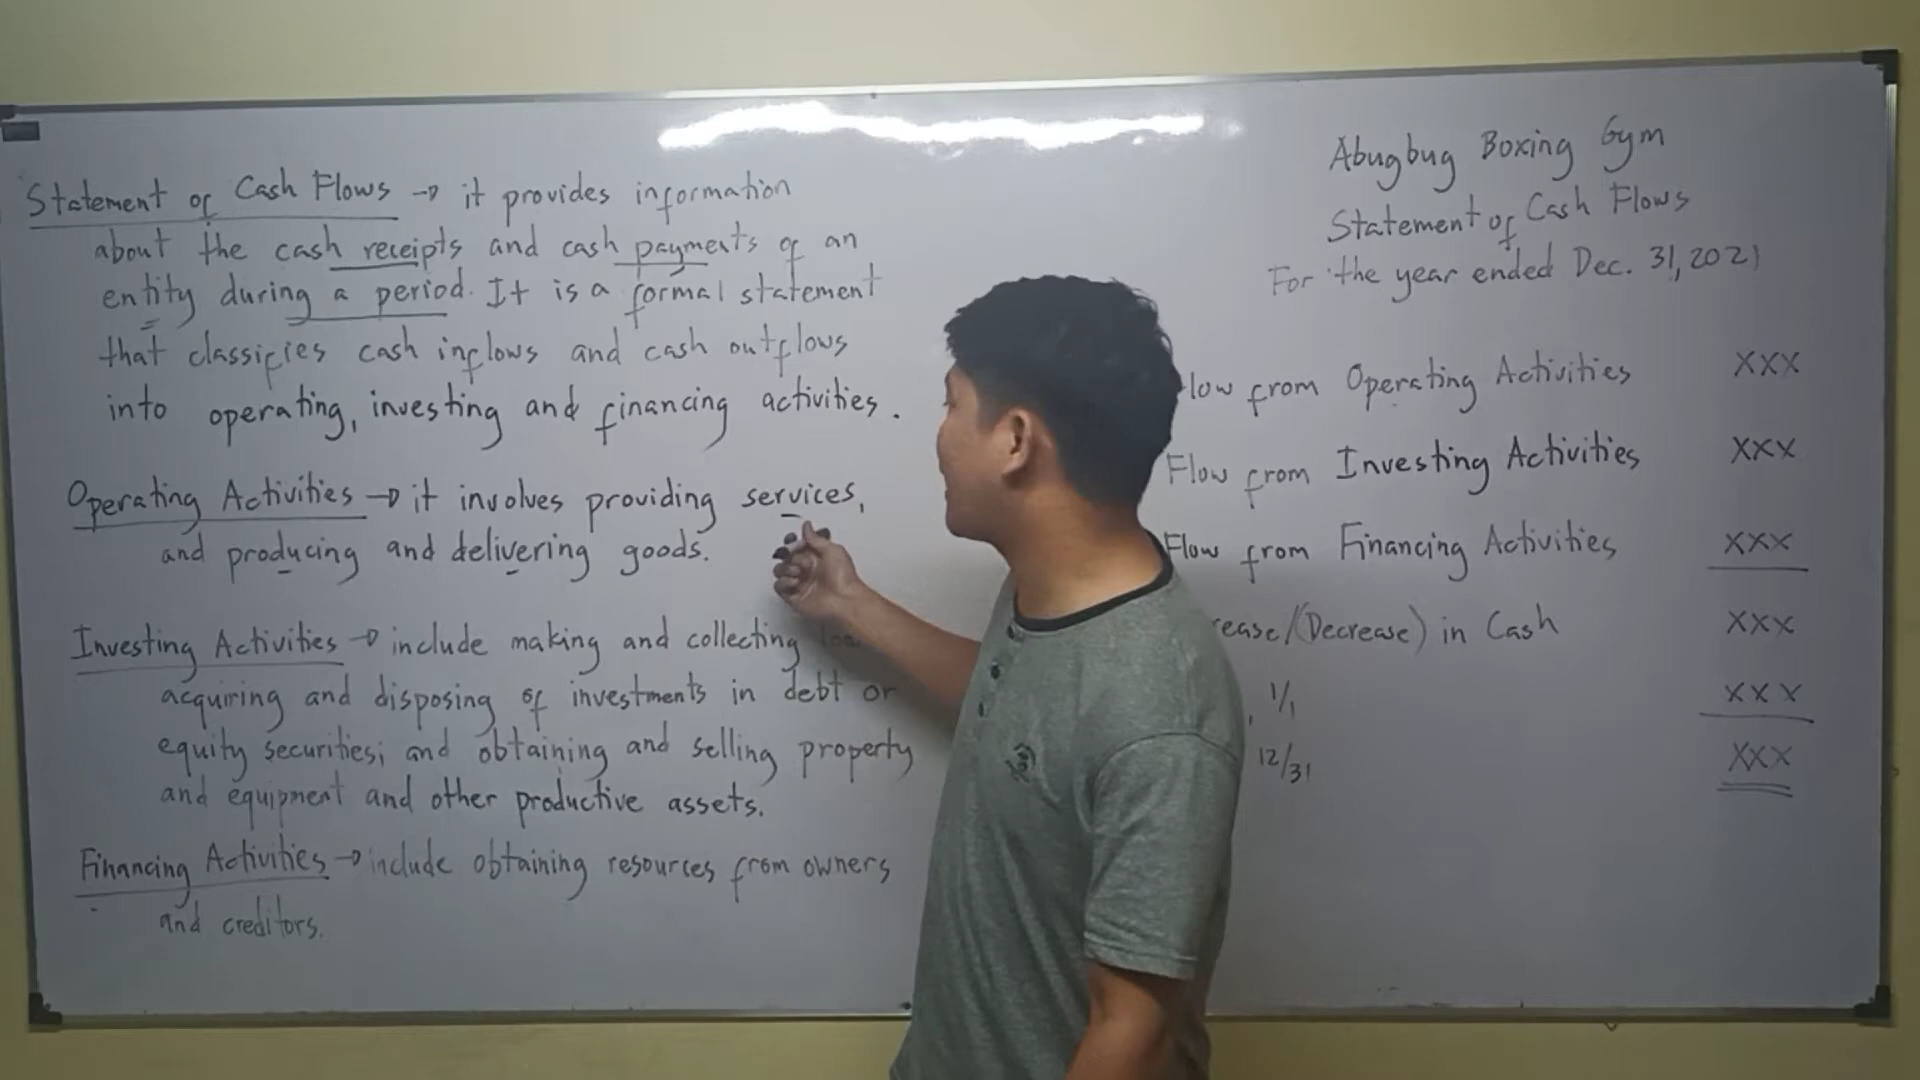 Statement of Cash Flows → it provides information
about the cash receipts and cash payments of an
entity during a period. It is a formal statement
that classifies cash inflows and cash outflows
into operating, investing and financing activities.
Operating Activities → it involves providing services,
and producing and delivering goods.
Investing Activities → include making and collecting
acquiring and disposing of investments in debt or
equity securities; and obtaining and selling property
and equipment and other productive assets.
Financing Activities → include obtaining resources from owners
and creditors.
Abugbug Boxing Gym
Statement of Cash Flows
For the year ended Dec. 31, 2021
Flow from Operating Activities XXX
Flow from Investing Activities XXX
Flow from Financing Activities XXX
rease/(Decrease) in Cash XXX
, 1/1 XXX
, 12/31 XXX